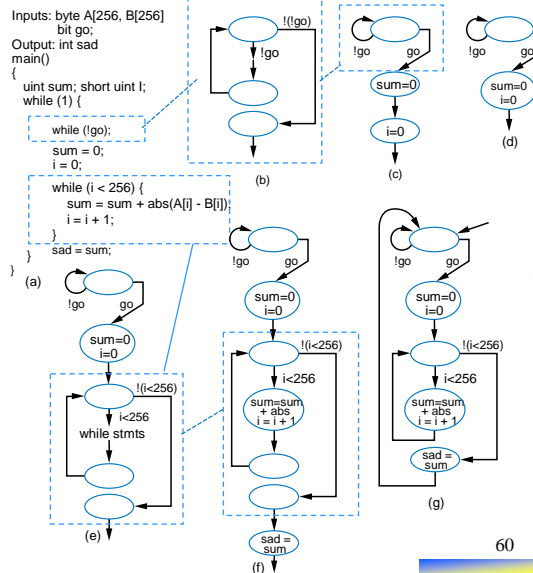 Inputs: byte A[256, B[256]
bit go;
Output: int sad
main()
{
uint sum; short uint I;
while (1) {
while (!go);
sum = 0;
i = 0;
while (i < 256) {
sum = sum + abs(A[i] - B[i]);
i = i + 1;
}
}
sad = sum;
}
(a)
!(!go)
!go
(b)
!go
go
sum=0
i=0
(c)
!go
go
sum=0
i=0
(d)
!go
go
sum=0
i=0
!(i<256)
i<256
while stmts
(e)
!go
go
sum=0
i=0
!(i<256)
i<256
sum=sum
+ abs
i = i + 1
sad =
sum
(f)
!go
go
sum=0
i=0
!(i<256)
i<256
sum=sum
+ abs
i = i + 1
sad =
sum
(g)
60